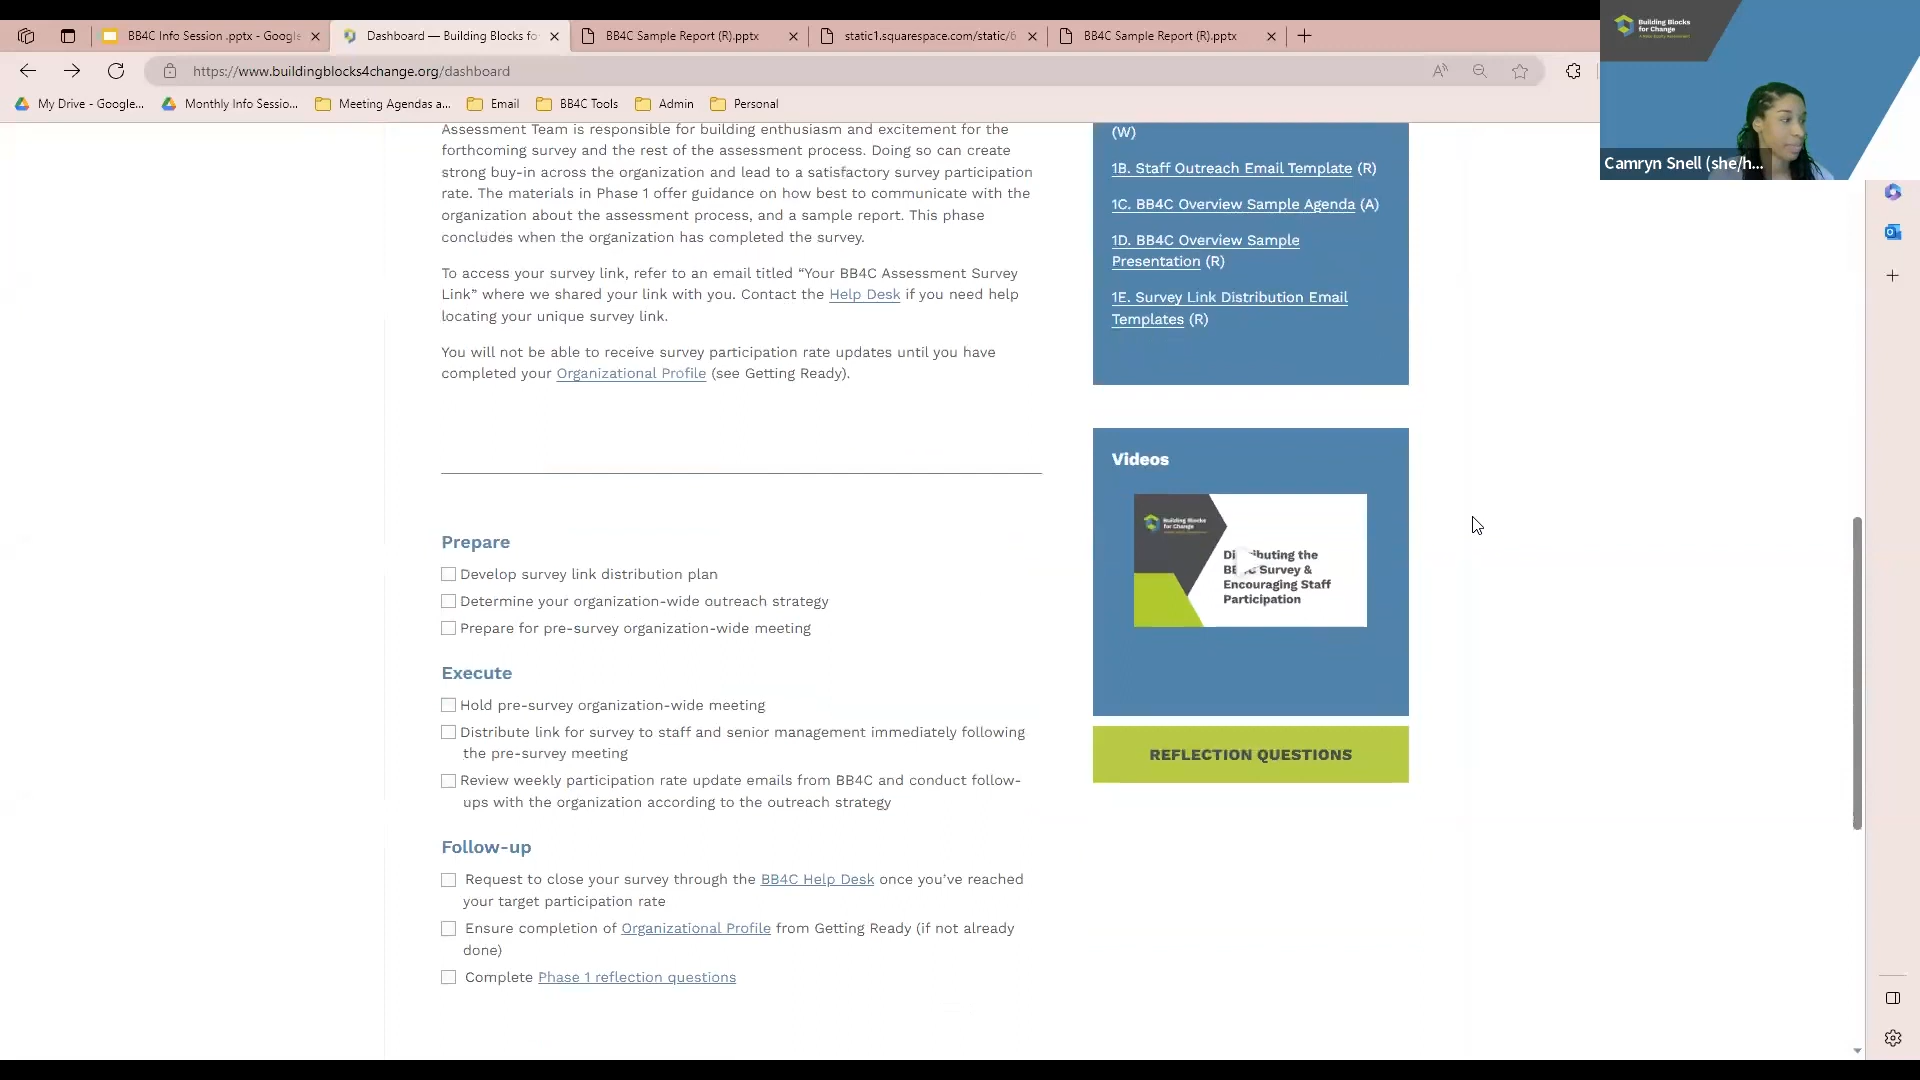 BB4C Info Session .pptx - Google
Dashboard — Building Blocks fo
BB4C Sample Report (R).pptx
static1.squarespace.com/static/6
BB4C Sample Report (R).pptx
https://www.buildingblocks4change.org/dashboard
My Drive - Google...
Monthly Info Sessio...
Meeting Agendas a...
Email
BB4C Tools
Admin
Personal
Building Blocks
for Change
Camryn Snell (she/h...
Assessment Team is responsible for building enthusiasm and excitement for the
forthcoming survey and the rest of the assessment process. Doing so can create
strong buy-in across the organization and lead to a satisfactory survey participation
rate. The materials in Phase 1 offer guidance on how best to communicate with the
organization about the assessment process, and a sample report. This phase
concludes when the organization has completed the survey.
To access your survey link, refer to an email titled “Your BB4C Assessment Survey
Link” where we shared your link with you. Contact the Help Desk if you need help
locating your unique survey link.
You will not be able to receive survey participation rate updates until you have
completed your Organizational Profile (see Getting Ready).
Prepare
Develop survey link distribution plan
Determine your organization-wide outreach strategy
Prepare for pre-survey organization-wide meeting
Execute
Hold pre-survey organization-wide meeting
Distribute link for survey to staff and senior management immediately following
the pre-survey meeting
Review weekly participation rate update emails from BB4C and conduct follow-
ups with the organization according to the outreach strategy
Follow-up
Request to close your survey through the BB4C Help Desk once you’ve reached
your target participation rate
Ensure completion of Organizational Profile from Getting Ready (if not already
done)
Complete Phase 1 reflection questions
(W)
1B. Staff Outreach Email Template (R)
1C. BB4C Overview Sample Agenda (A)
1D. BB4C Overview Sample
Presentation (R)
1E. Survey Link Distribution Email
Templates (R)
Videos
Building Blocks
for Change
Distributing the
BB4C Survey &
Encouraging Staff
Participation
REFLECTION QUESTIONS